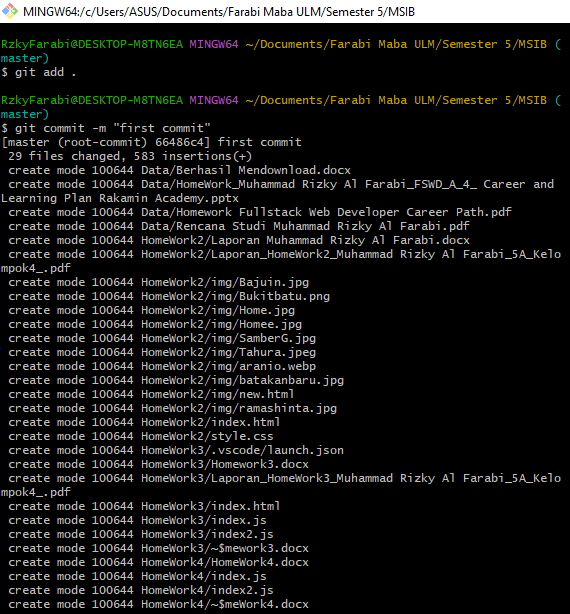 MINGW64:/c/Users/ASUS/Documents/Farabi Maba ULM/Semester 5/MSIB
RzkyFarabi@DESKTOP-M8TN6EA MINGW64 ~/Documents/Farabi Maba ULM/Semester 5/MSIB (
master)
$ git add .
RzkyFarabi@DESKTOP-M8TN6EA MINGW64 ~/Documents/Farabi Maba ULM/Semester 5/MSIB (
master)
$ git commit -m "first commit"
[master (root-commit) 66486c4] first commit
 29 files changed, 583 insertions(+)
 create mode 100644 Data/Berhasil Mendownload.docx
 create mode 100644 Data/HomeWork_Muhammad Rizky Al Farabi_FSWD_A_4_ Career and
Learning Plan Rakamin Academy.pptx
 create mode 100644 Data/Homework Fullstack Web Developer Career Path.pdf
 create mode 100644 Data/Rencana Studi Muhammad Rizky Al Farabi.pdf
 create mode 100644 HomeWork2/Laporan Muhammad Rizky Al Farabi.docx
 create mode 100644 HomeWork2/Laporan_HomeWork2_Muhammad Rizky Al Farabi_5A_Kelo
mpok4_.pdf
 create mode 100644 HomeWork2/img/Bajuin.jpg
 create mode 100644 HomeWork2/img/Bukitbatu.png
 create mode 100644 HomeWork2/img/Home.jpg
 create mode 100644 HomeWork2/img/Homee.jpg
 create mode 100644 HomeWork2/img/SamberG.jpg
 create mode 100644 HomeWork2/img/Tahura.jpeg
 create mode 100644 HomeWork2/img/aranio.webp
 create mode 100644 HomeWork2/img/batakanbaru.jpg
 create mode 100644 HomeWork2/img/new.html
 create mode 100644 HomeWork2/img/ramashinta.jpg
 create mode 100644 HomeWork2/index.html
 create mode 100644 HomeWork2/style.css
 create mode 100644 HomeWork3/.vscode/launch.json
 create mode 100644 HomeWork3/Homework3.docx
 create mode 100644 HomeWork3/Laporan_HomeWork3_Muhammad Rizky Al Farabi_5A_Kelo
mpok4_.pdf
 create mode 100644 HomeWork3/index.html
 create mode 100644 HomeWork3/index.js
 create mode 100644 HomeWork3/index2.js
 create mode 100644 HomeWork3/~$mework3.docx
 create mode 100644 HomeWork4/HomeWork4.docx
 create mode 100644 HomeWork4/index.js
 create mode 100644 HomeWork4/index2.js
 create mode 100644 HomeWork4/~$meWork4.docx